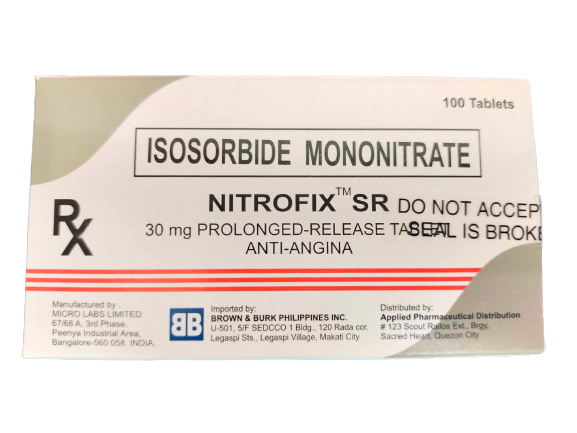 100 Tablets
ISOSORBIDE MONONITRATE
Rx
NITROFIX™ SR
30 mg PROLONGED-RELEASE TABLET
ANTI-ANGINA
DO NOT ACCEP
SEAL IS BROKE
Manufactured by :
MICRO LABS LIMITED
67/68 A, 3rd Phase,
Peenya Industrial Area,
Bangalore-560 058. INDIA.
BB
Imported by:
BROWN & BURK PHILIPPINES INC.
U-501, 5/F SEDCCO 1 Bldg., 120 Rada cor.
Legaspi Sts., Legaspi Village, Makati City
Distributed by:
Applied Pharmaceutical Distribution
# 123 Scout Rallos Ext., Brgy,
Sacred Heart, Quezon City